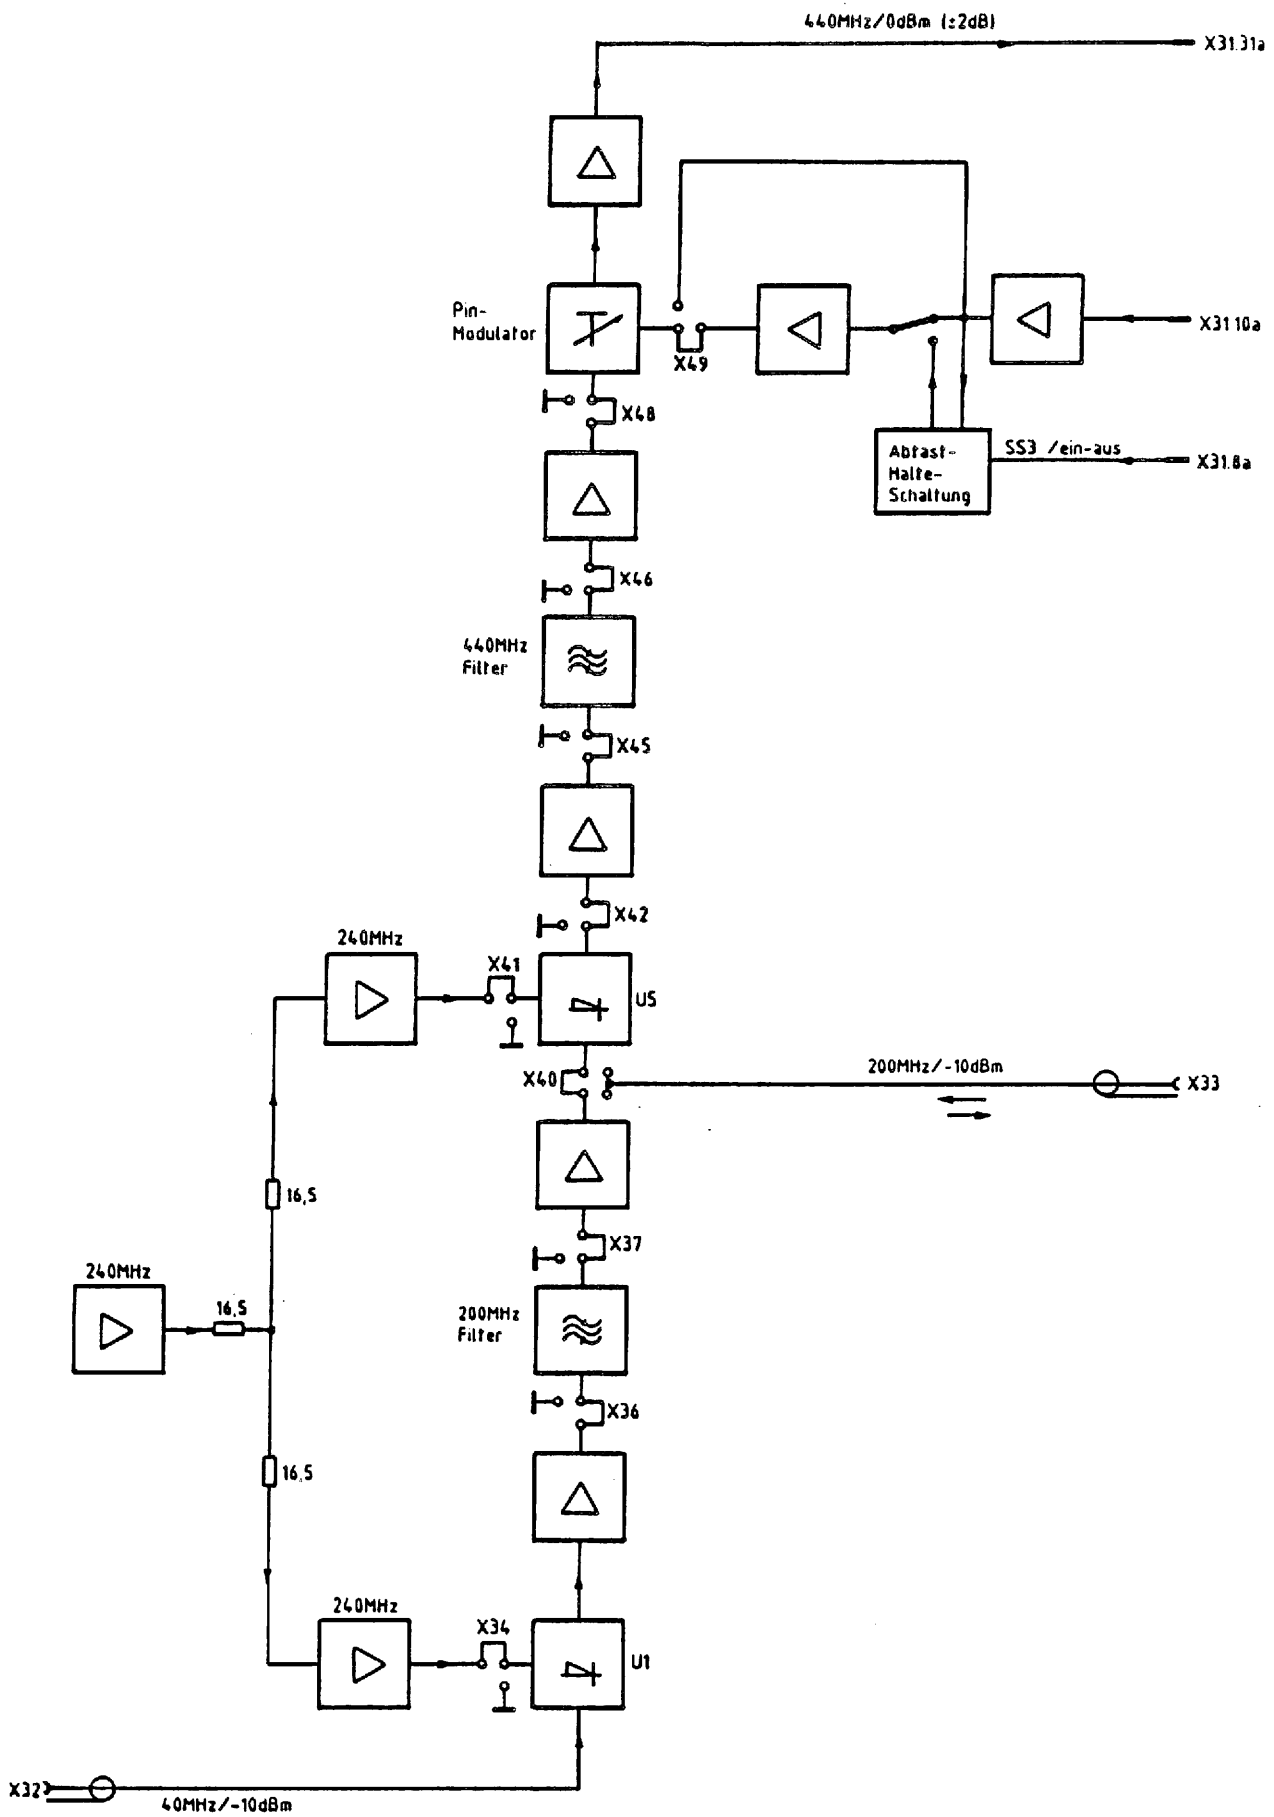 440MHz/0dBm (±2dB)
X31.31a
Pin-
Modulator
X49
X31.10a
X48
Abtast-
Halte-
Schaltung
SS3 /ein-aus
X31.8a
X46
440MHz
Filter
X45
X42
240MHz
X41
U5
X40
200MHz/-10dBm
X33
16,5
X37
240MHz
16,5
200MHz
Filter
X36
16,5
240MHz
X34
U1
X32
40MHz/-10dBm